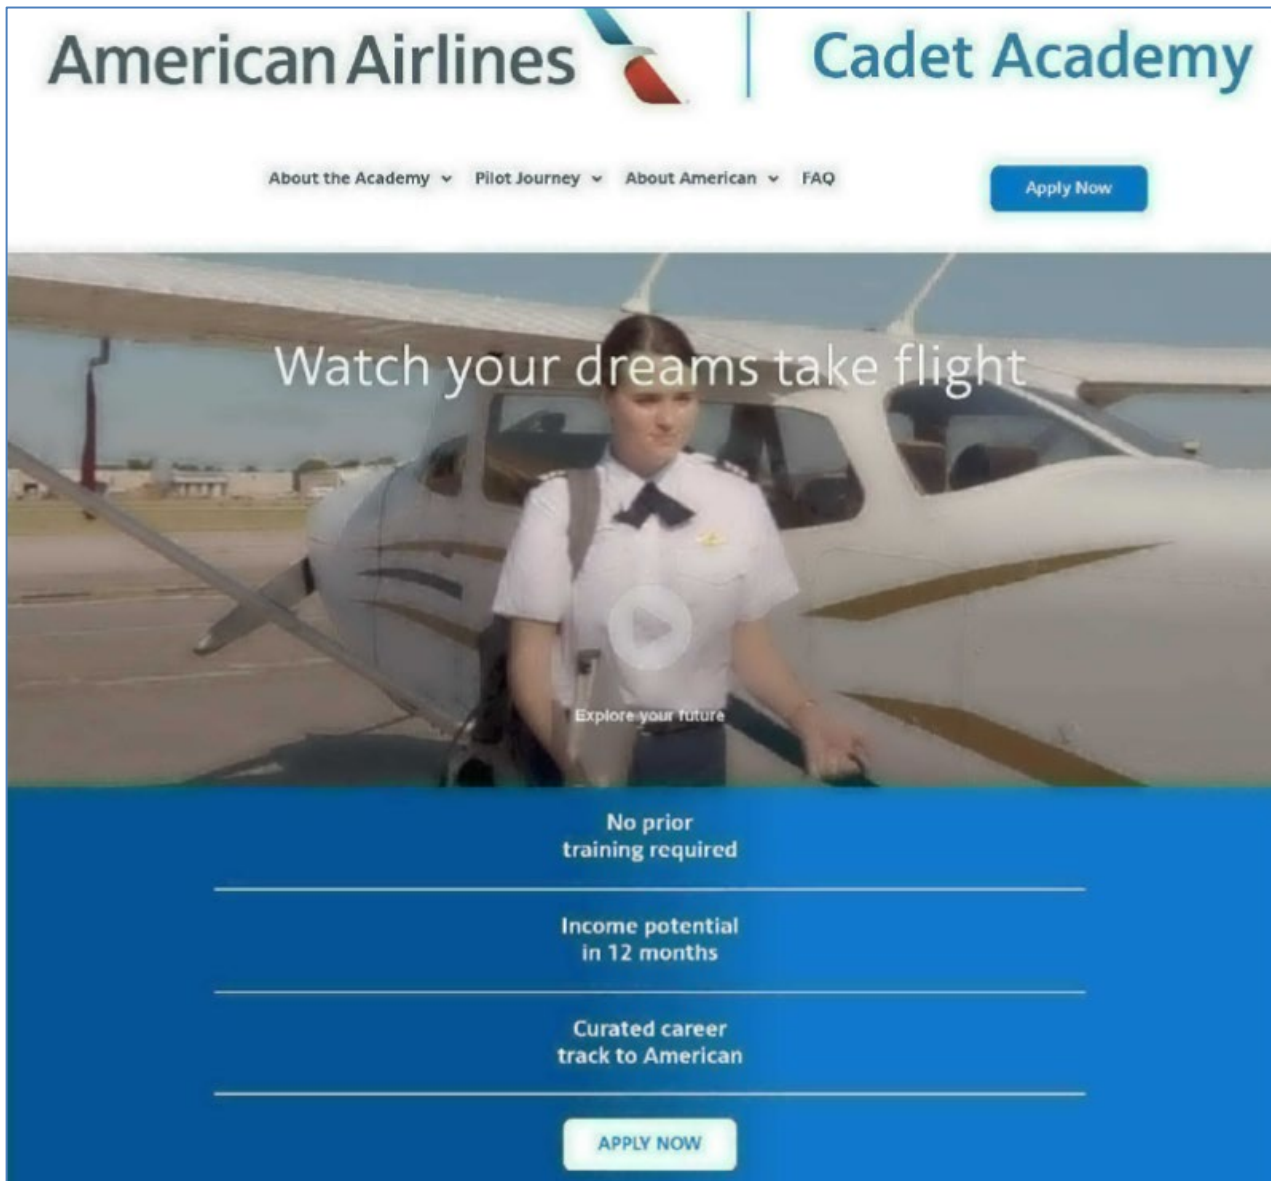 American Airlines | Cadet Academy
About the Academy Pilot Journey About American FAQ Apply Now
Watch your dreams take flight
Explore your future
No prior
training required
Income potential
in 12 months
Curated career
track to American
APPLY NOW